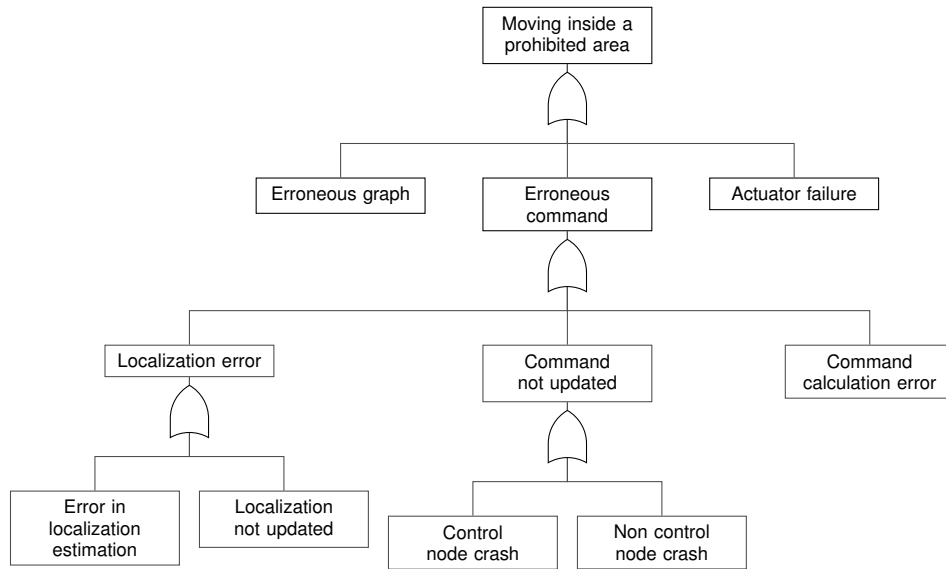 Moving inside a
prohibited area
Erroneous graph
Erroneous
command
Actuator failure
Localization error
Command
not updated
Command
calculation error
Error in
localization
estimation
Localization
not updated
Control
node crash
Non control
node crash